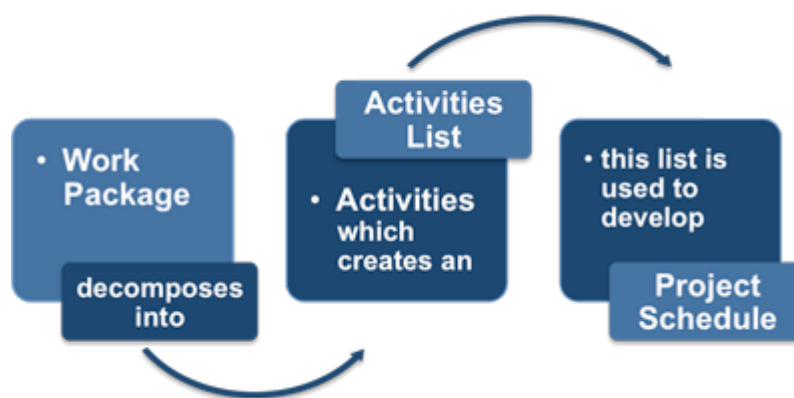 • Work
Package
decomposes
into
Activities
List
• Activities
which
creates an
• this list is
used to
develop
Project
Schedule